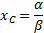 x_C = α/β